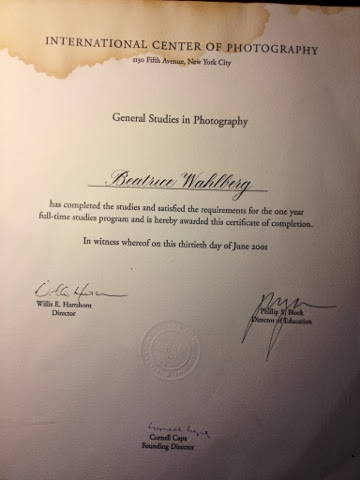 INTERNATIONAL CENTER OF PHOTOGRAPHY
1130 Fifth Avenue, New York City
General Studies in Photography
Beatrice Wahlberg
has completed the studies and satisfied the requirements for the one year
full-time studies program and is hereby awarded this certificate of completion.
In witness whereof on this thirtieth day of June 2001
Willis E. Hartshorn
Director
Phillip S. Block
Director of Education
Cornell Capa
Founding Director